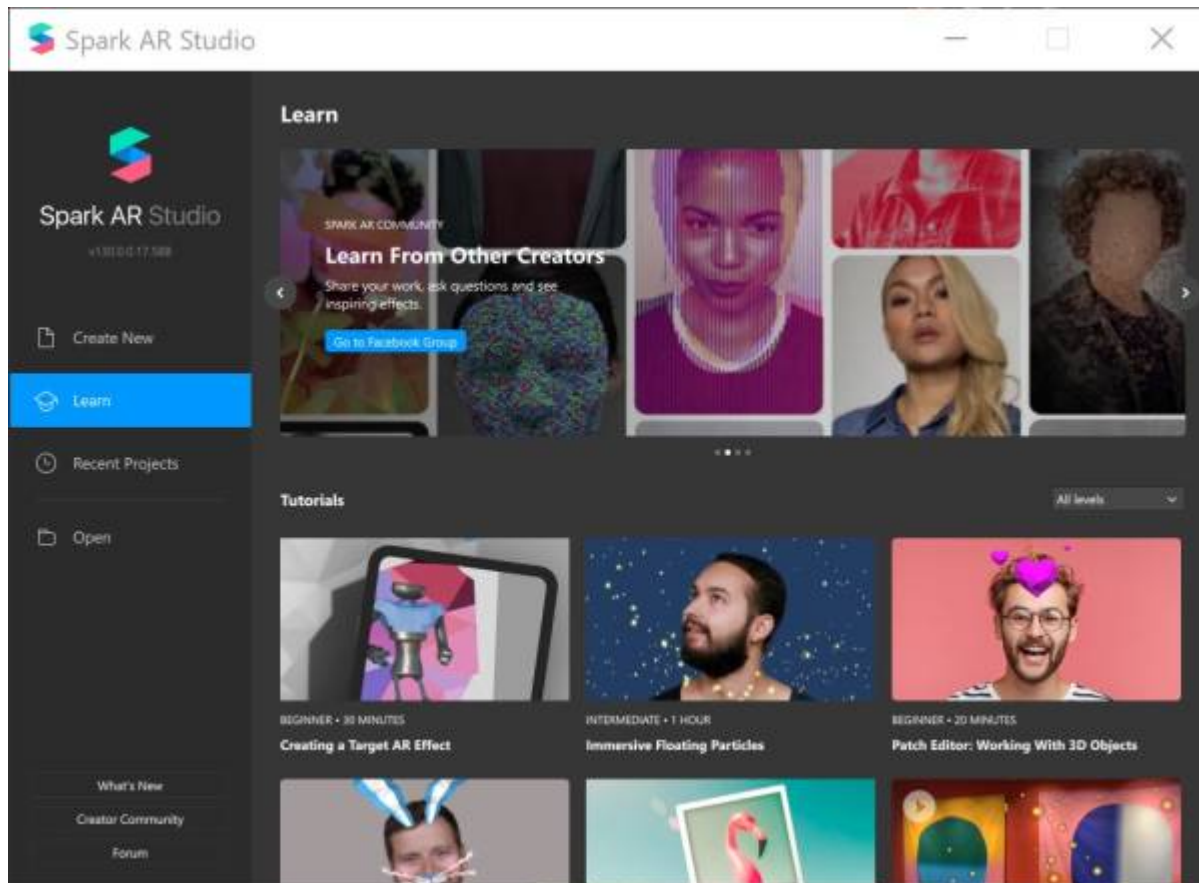 Spark AR Studio
Spark AR Studio
Create New
Learn
Recent Projects
Open
What's New
Creator Community
Forum
Learn
SPARK AR COMMUNITY
Learn From Other Creators
Share your work, ask questions and see
inspiring effects.
Go to Facebook Group
Tutorials
All levels
BEGINNER • 30 MINUTES
Creating a Target AR Effect
INTERMEDIATE • 1 HOUR
Immersive Floating Particles
BEGINNER • 20 MINUTES
Patch Editor: Working With 3D Objects